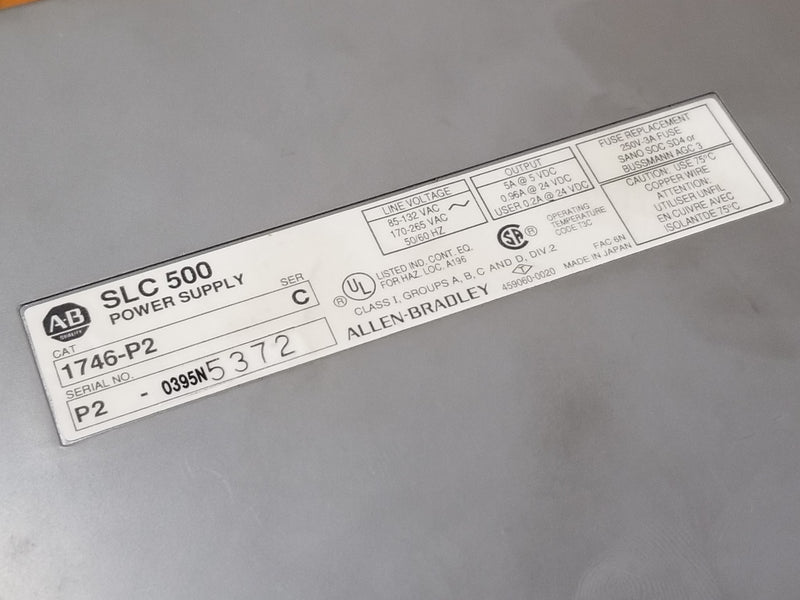 A·B
QUALITY
SLC 500
POWER SUPPLY
CAT
SER
1746-P2
C
SERIAL NO.
P2 - 0395N5372
LINE VOLTAGE
85-132 VAC
170-265 VAC
50/60 HZ
OUTPUT
5A @ 5 VDC
0.96A @ 24 VDC
USER 0.2A @ 24 VDC
FUSE REPLACEMENT
250V-3A FUSE
SANO SOC SD4 or
BUSSMANN AGC 3
CAUTION: USE 75°C
COPPER WIRE
ATTENTION:
UTILISER UNFIL
EN CUIVRE AVEC
ISOLANTDE 75°C
® UL LISTED IND. CONT. EQ.
FOR HAZ. LOC. A196
SA ®
OPERATING
TEMPERATURE
CODE T3C
CLASS I, GROUPS A, B, C AND D, DIV.2
ALLEN-BRADLEY
459060-0020
FAC 8N
MADE IN JAPAN